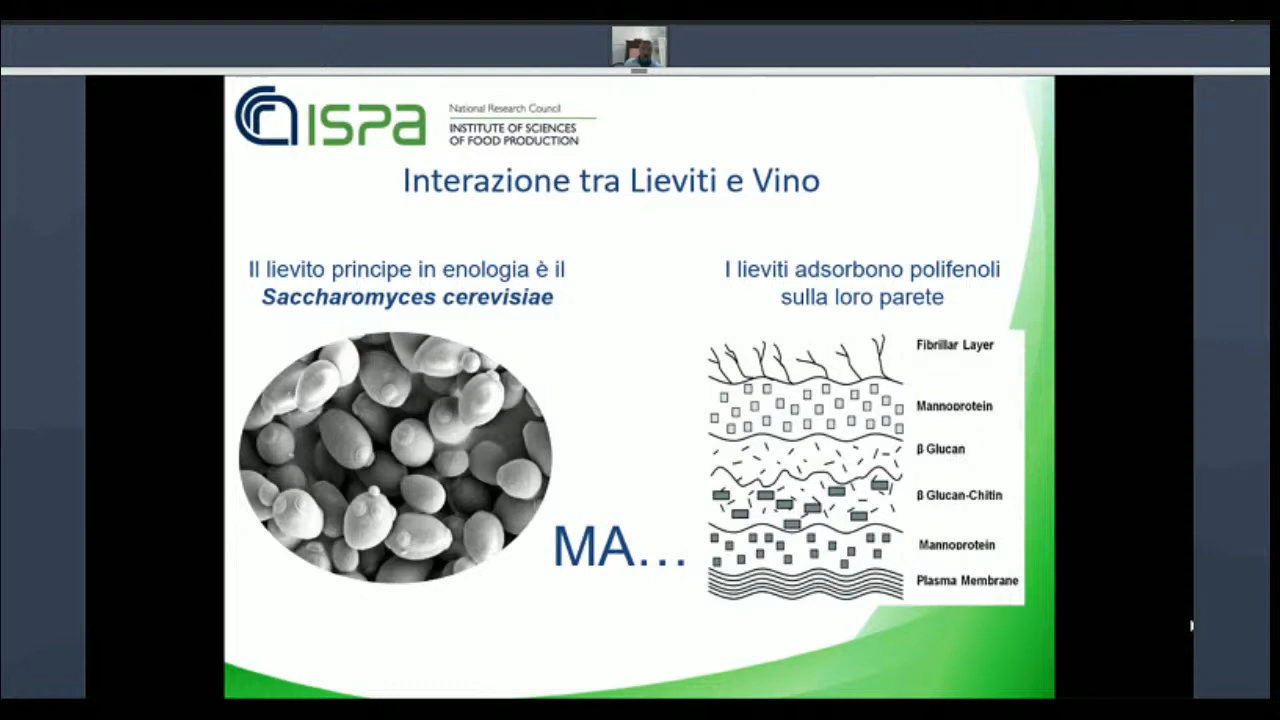 ISPa
National Research Council
INSTITUTE OF SCIENCES
OF FOOD PRODUCTION
Interazione tra Lieviti e Vino
Il lievito principe in enologia è il
Saccharomyces cerevisiae
I lieviti adsorbono polifenoli
sulla loro parete
MA...
Fibrillar Layer
Mannoprotein
β Glucan
β Glucan-Chitin
Mannoprotein
Plasma Membrane